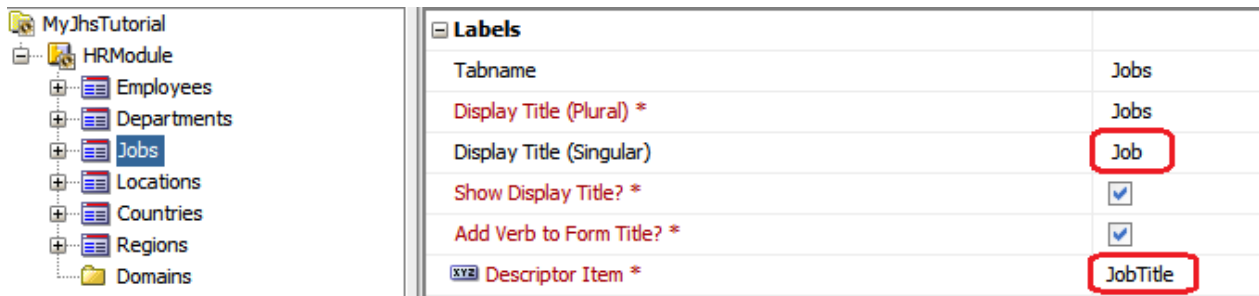 MyJhsTutorial
HRModule
Employees
Departments
Jobs
Locations
Countries
Regions
Domains
Labels
Tabname Jobs
Display Title (Plural) * Jobs
Display Title (Singular) Job
Show Display Title? *
Add Verb to Form Title? *
XYZ Descriptor Item * JobTitle